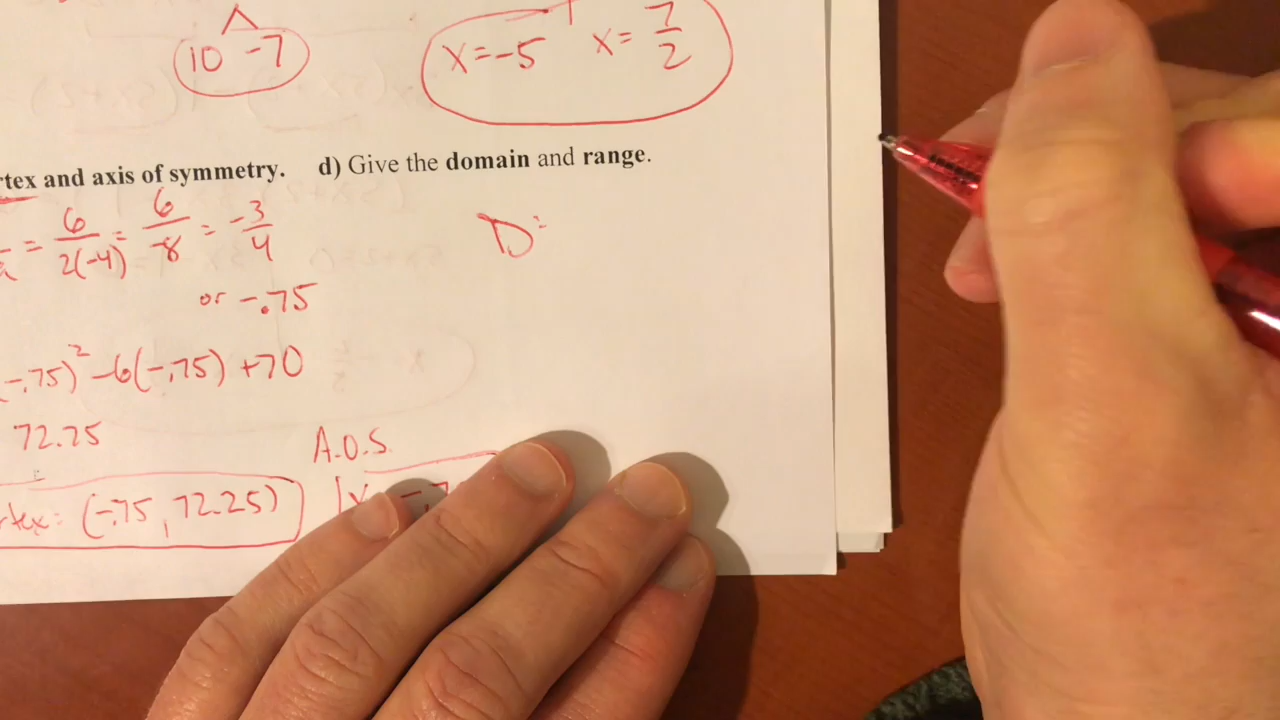 10 -7
x=-5 x= 7/2
rtex and axis of symmetry. d) Give the domain and range.
= 6/2(-4) = 6/-8 = -3/4
D:
or -.75
(-.75)² -6(-.75) +70
72.25
A.O.S.
rtex: (-.75, 72.25)